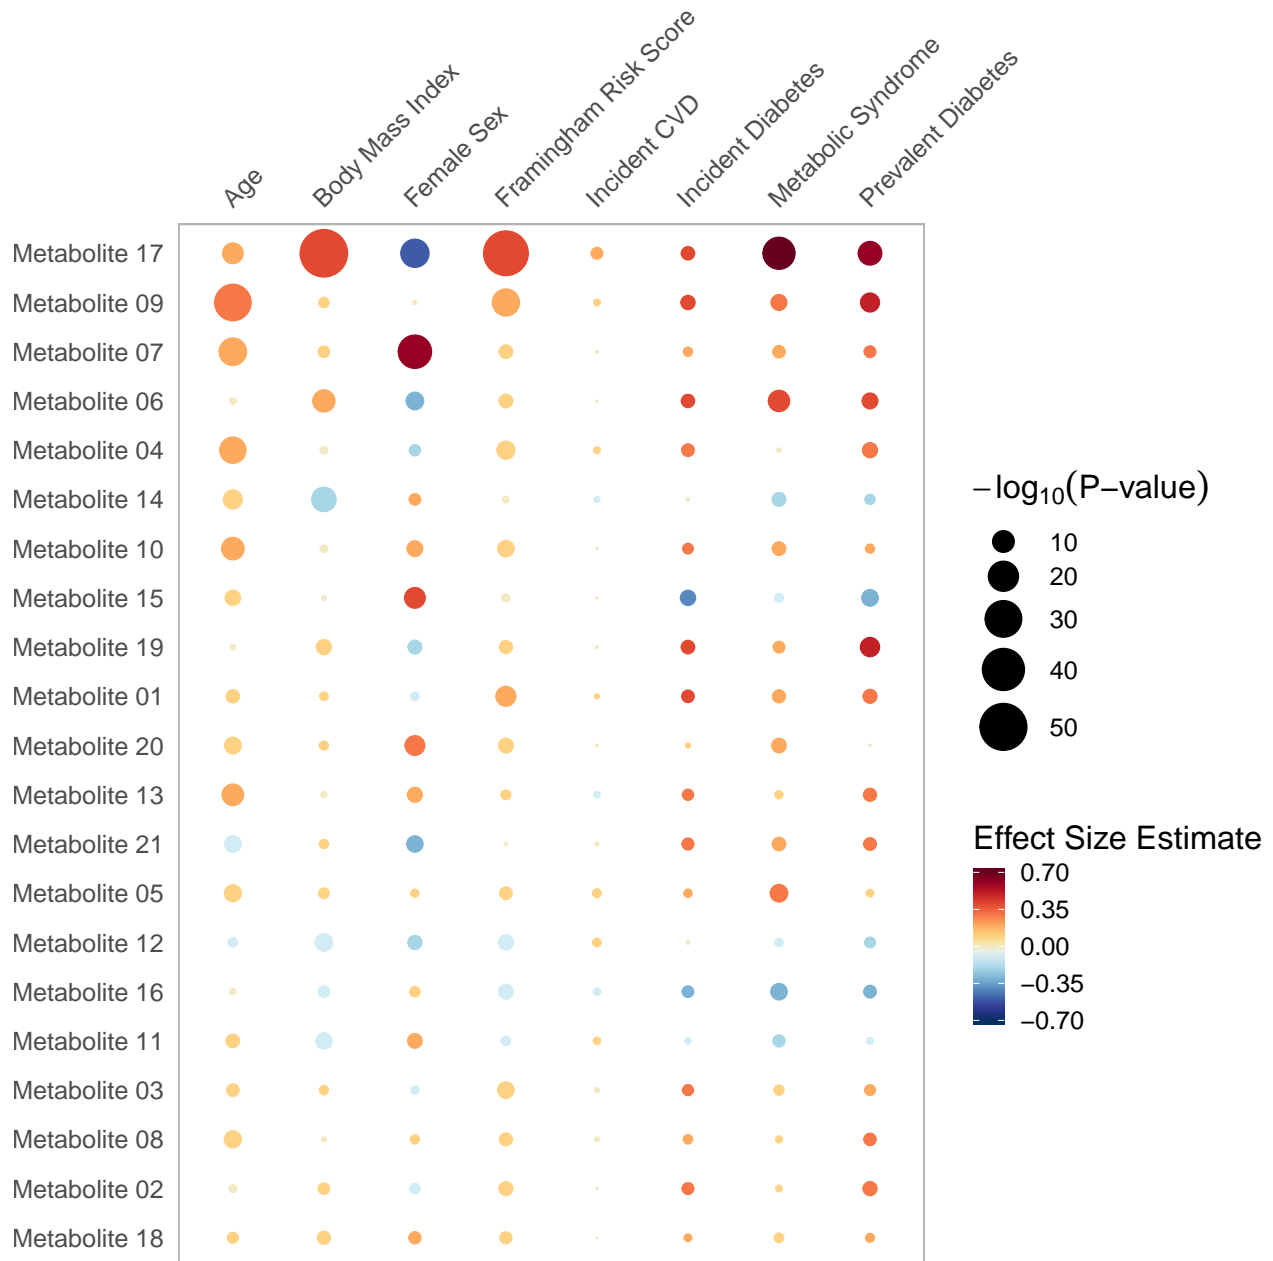 Age
Body Mass Index
Female Sex
Framingham Risk Score
Incident CVD
Incident Diabetes
Metabolic Syndrome
Prevalent Diabetes
Metabolite 17
Metabolite 09
Metabolite 07
Metabolite 06
Metabolite 04
Metabolite 14
Metabolite 10
Metabolite 15
Metabolite 19
Metabolite 01
Metabolite 20
Metabolite 13
Metabolite 21
Metabolite 05
Metabolite 12
Metabolite 16
Metabolite 11
Metabolite 03
Metabolite 08
Metabolite 02
Metabolite 18
−log₁₀(P−value)
10
20
30
40
50
Effect Size Estimate
0.70
0.35
0.00
−0.35
−0.70